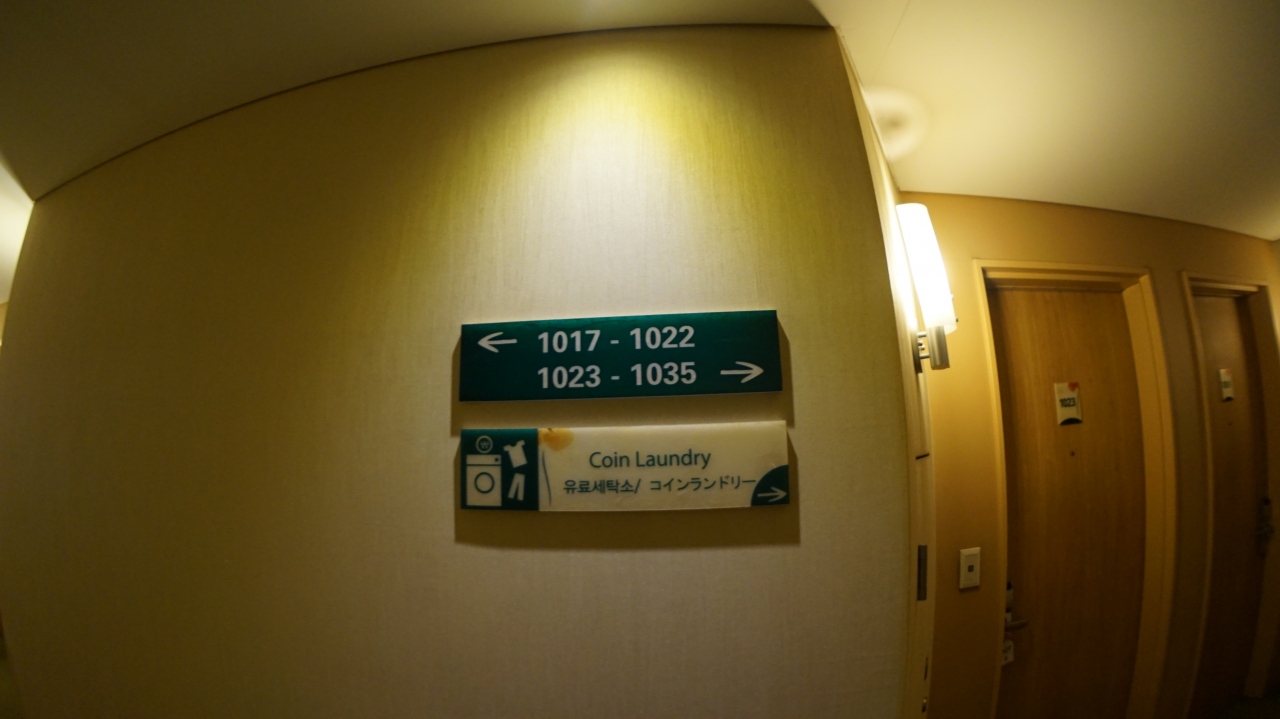 ← 1017 - 1022
1023 - 1035 →
₩
Coin Laundry
유료세탁소/ コインランドリー
→
1023